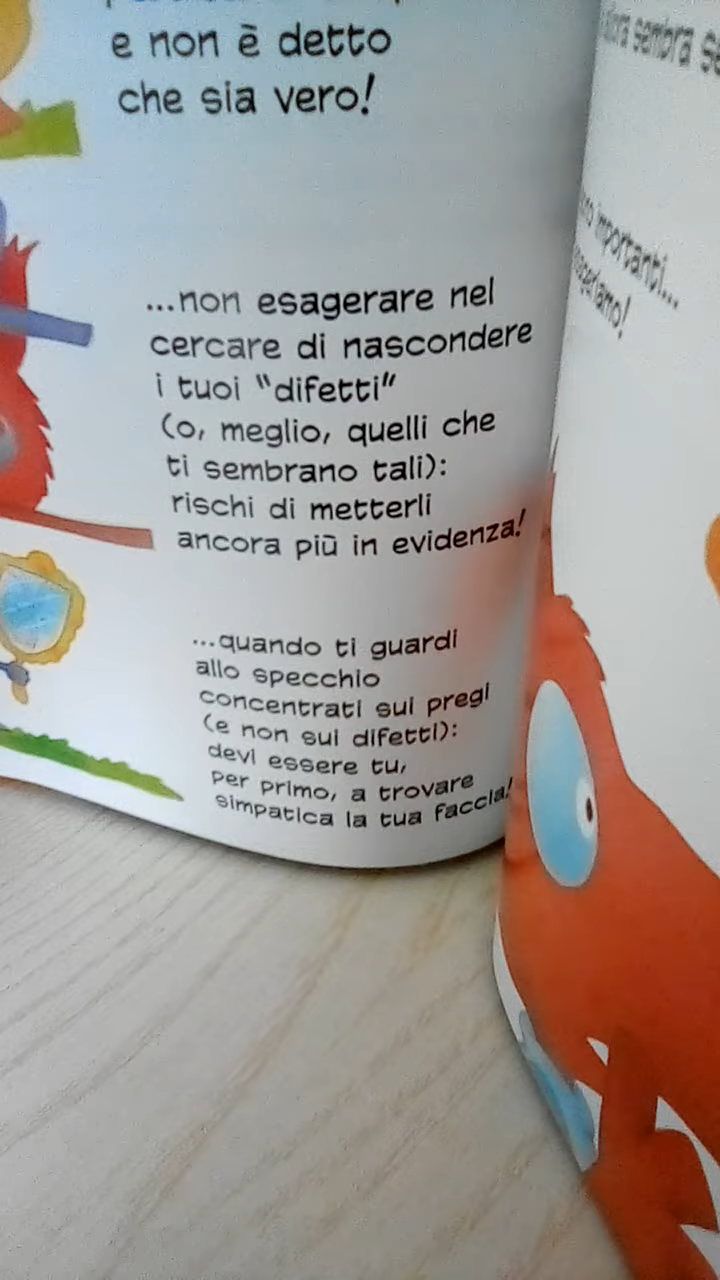 e non è detto
che sia vero!
...non esagerare nel
cercare di nascondere
i tuoi "difetti"
(o, meglio, quelli che
ti sembrano tali):
rischi di metterli
ancora più in evidenza!
...quando ti guardi
allo specchio
concentrati sui pregi
(e non sui difetti):
devi essere tu,
per primo, a trovare
simpatica la tua faccia!
sembra
importanti...